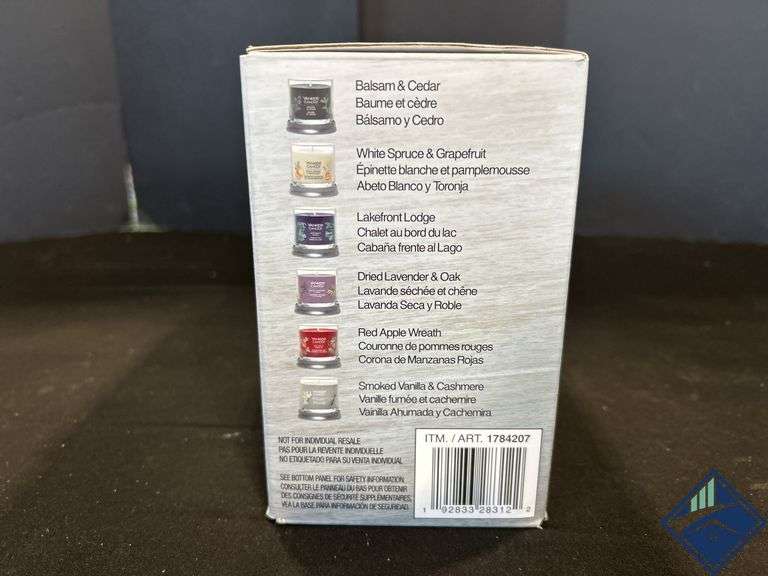 Balsam & Cedar
Baume et cèdre
Bálsamo y Cedro
White Spruce & Grapefruit
Épinette blanche et pamplemousse
Abeto Blanco y Toronja
Lakefront Lodge
Chalet au bord du lac
Cabaña frente al Lago
Dried Lavender & Oak
Lavande séchée et chêne
Lavanda Seca y Roble
Red Apple Wreath
Couronne de pommes rouges
Corona de Manzanas Rojas
Smoked Vanilla & Cashmere
Vanille fumée et cachemire
Vainilla Ahumada y Cachemira
NOT FOR INDIVIDUAL RESALE
PAS POUR LA REVENTE INDIVIDUELLE
NO ETIQUETADO PARA SU VENTA INDIVIDUAL
SEE BOTTOM PANEL FOR SAFETY INFORMATION.
CONSULTER LE PANNEAU DU BAS POUR OBTENIR
DES CONSIGNES DE SÉCURITÉ SUPPLÉMENTAIRES.
VEA LA BASE PARA INFORMACIÓN DE SEGURIDAD.
ITM. / ART. 1784207
1 92833 28312 2